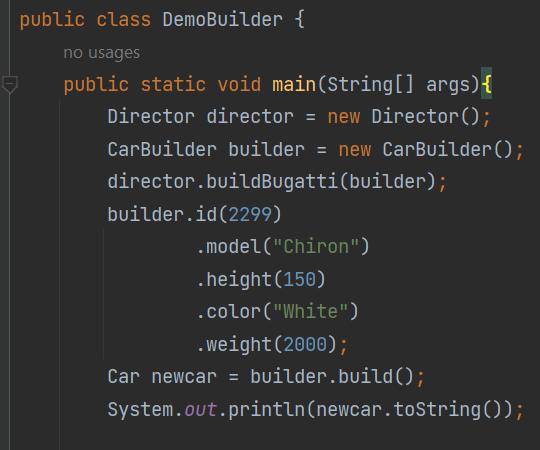 public class DemoBuilder {
no usages
public static void main(String[] args){
Director director = new Director();
CarBuilder builder = new CarBuilder();
director.buildBugatti(builder);
builder.id(2299)
.model("Chiron")
.height(150)
.color("White")
.weight(2000);
Car newcar = builder.build();
System.out.println(newcar.toString());